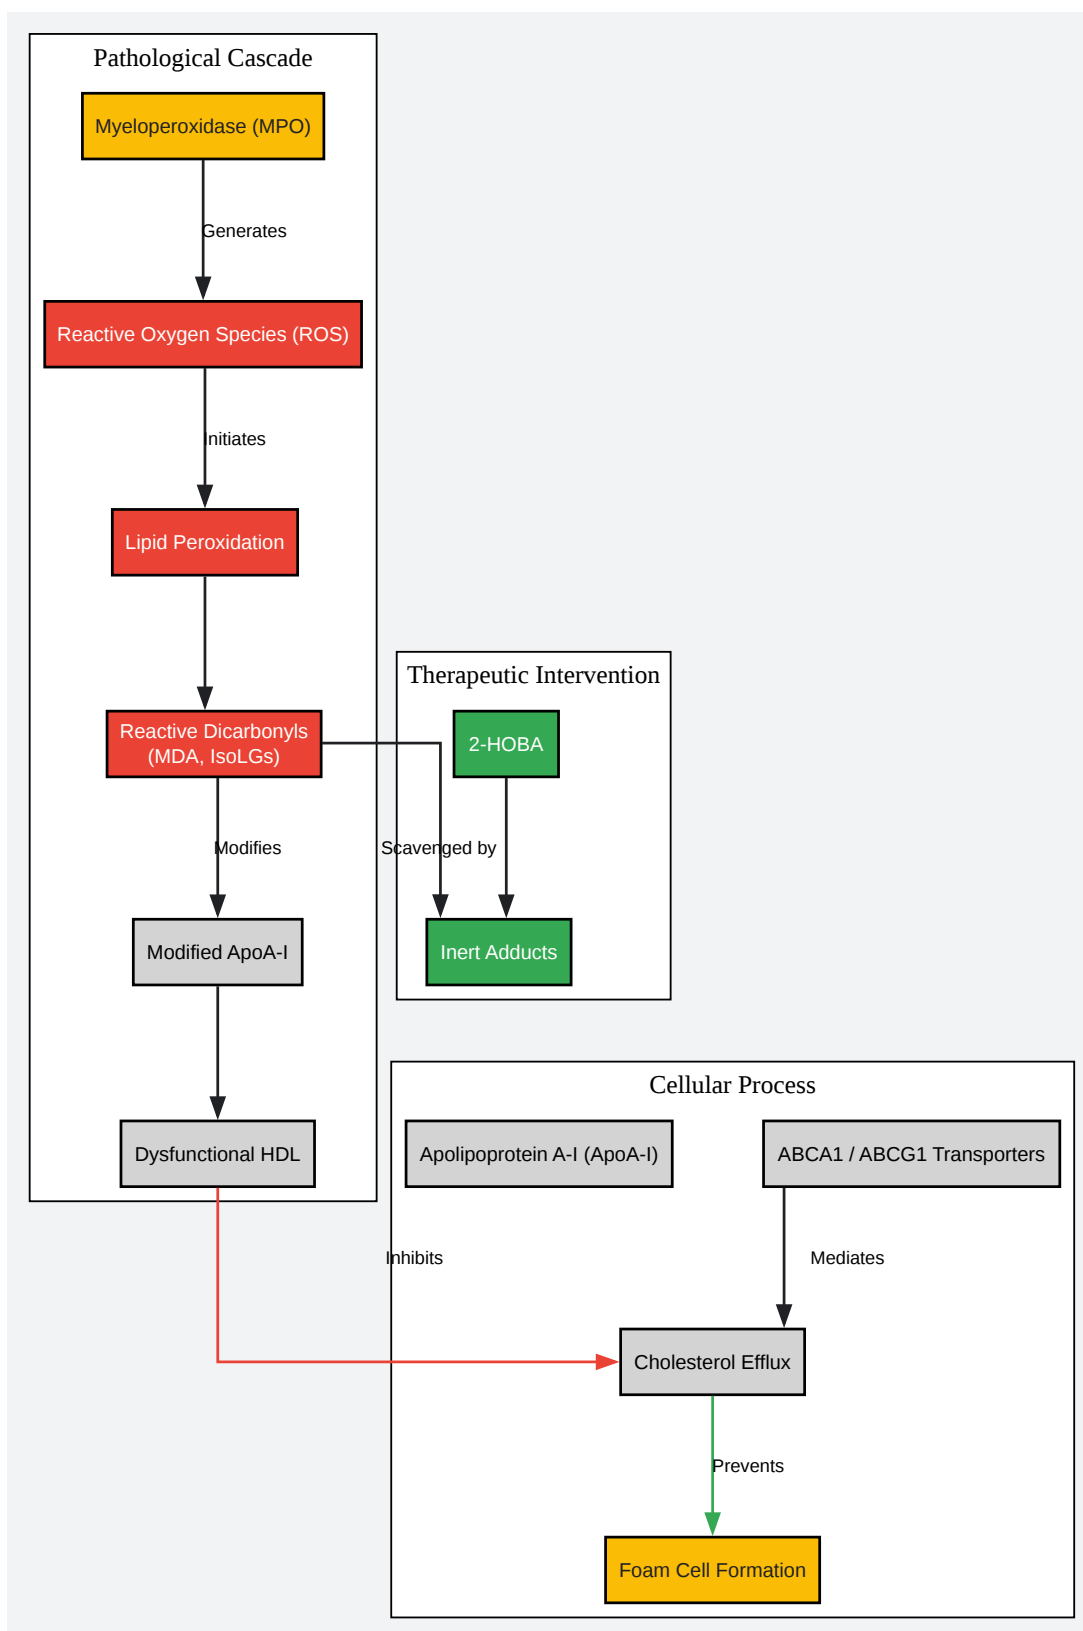 Pathological Cascade
Myeloperoxidase (MPO)
Generates
Reactive Oxygen Species (ROS)
Initiates
Lipid Peroxidation
Reactive Dicarbonyls
(MDA, IsoLGs)
Modifies
Modified ApoA-I
Dysfunctional HDL
Therapeutic Intervention
2-HOBA
Scavenged by
Inert Adducts
Cellular Process
Apolipoprotein A-I (ApoA-I)
ABCA1 / ABCG1 Transporters
Inhibits
Mediates
Cholesterol Efflux
Prevents
Foam Cell Formation